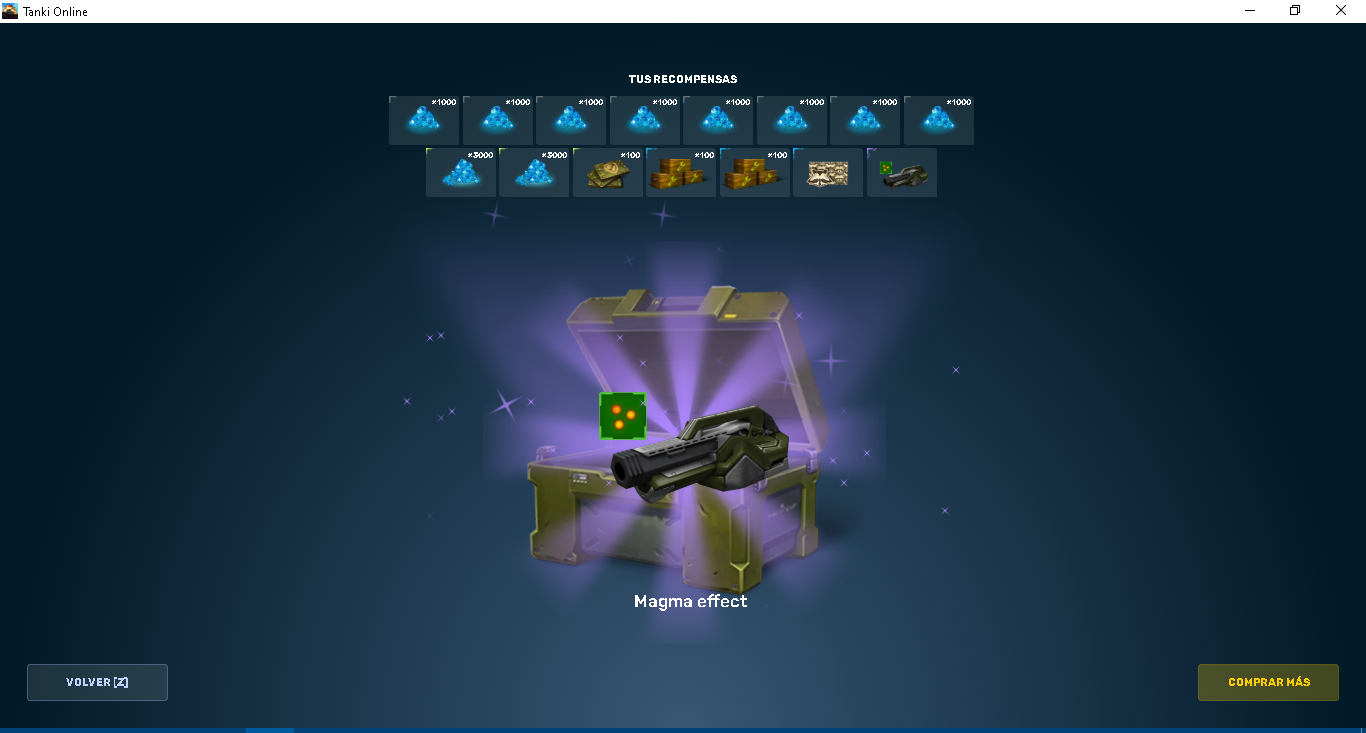 Tanki Online
TUS RECOMPENSAS
×1000 ×1000 ×1000 ×1000 ×1000 ×1000 ×1000 ×1000
×3000 ×3000 ×100 ×100 ×100
Magma effect
VOLVER [Z]
COMPRAR MÁS